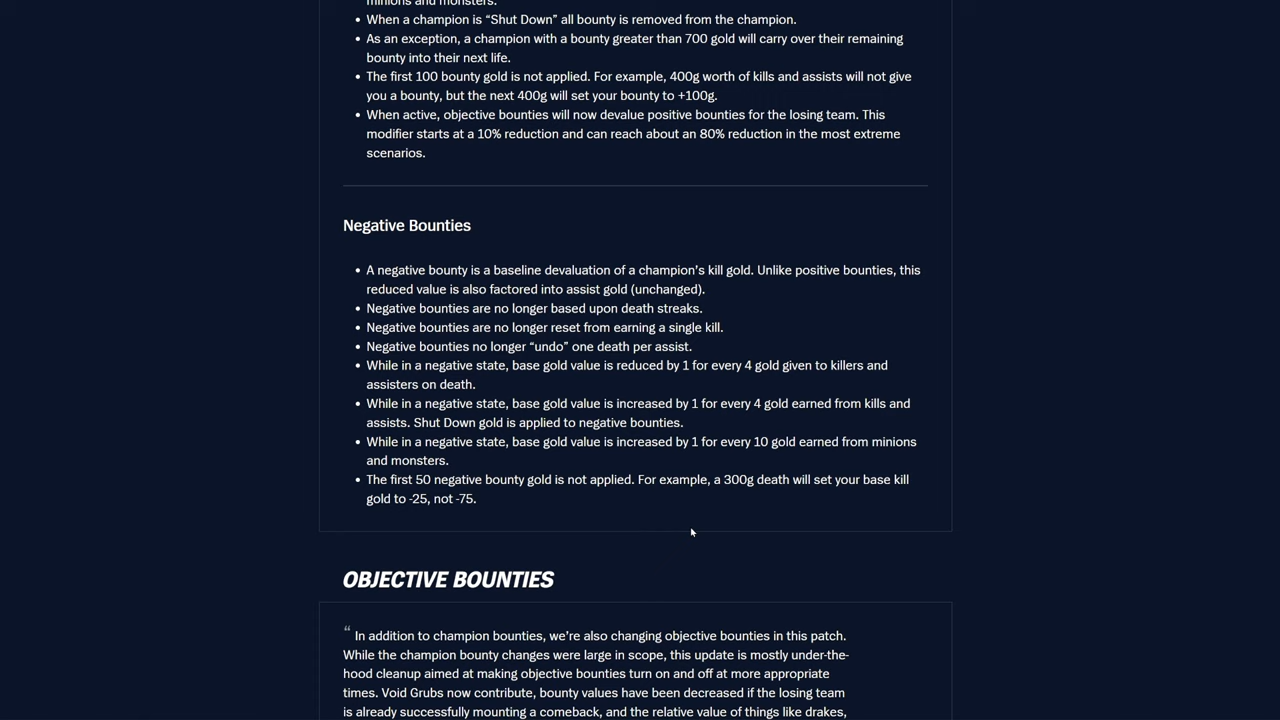 minions and monsters.
• When a champion is “Shut Down” all bounty is removed from the champion.
• As an exception, a champion with a bounty greater than 700 gold will carry over their remaining
bounty into their next life.
• The first 100 bounty gold is not applied. For example, 400g worth of kills and assists will not give
you a bounty, but the next 400g will set your bounty to +100g.
• When active, objective bounties will now devalue positive bounties for the losing team. This
modifier starts at a 10% reduction and can reach about an 80% reduction in the most extreme
scenarios.
Negative Bounties
• A negative bounty is a baseline devaluation of a champion’s kill gold. Unlike positive bounties, this
reduced value is also factored into assist gold (unchanged).
• Negative bounties are no longer based upon death streaks.
• Negative bounties are no longer reset from earning a single kill.
• Negative bounties no longer “undo” one death per assist.
• While in a negative state, base gold value is reduced by 1 for every 4 gold given to killers and
assisters on death.
• While in a negative state, base gold value is increased by 1 for every 4 gold earned from kills and
assists. Shut Down gold is applied to negative bounties.
• While in a negative state, base gold value is increased by 1 for every 10 gold earned from minions
and monsters.
• The first 50 negative bounty gold is not applied. For example, a 300g death will set your base kill
gold to -25, not -75.
OBJECTIVE BOUNTIES
“ In addition to champion bounties, we’re also changing objective bounties in this patch.
While the champion bounty changes were large in scope, this update is mostly under-the-
hood cleanup aimed at making objective bounties turn on and off at more appropriate
times. Void Grubs now contribute, bounty values have been decreased if the losing team
is already successfully mounting a comeback, and the relative value of things like drakes,